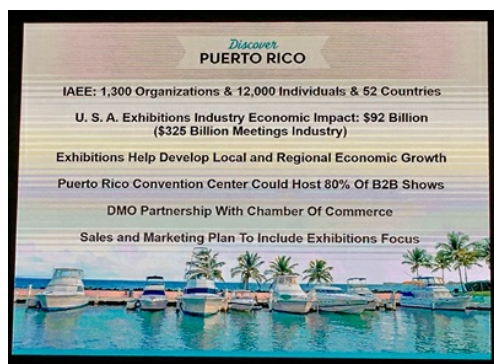 Discover
PUERTO RICO
IAEE: 1,300 Organizations & 12,000 Individuals & 52 Countries
U. S. A. Exhibitions Industry Economic Impact: $92 Billion
($325 Billion Meetings Industry)
Exhibitions Help Develop Local and Regional Economic Growth
Puerto Rico Convention Center Could Host 80% Of B2B Shows
DMO Partnership With Chamber Of Commerce
Sales and Marketing Plan To Include Exhibitions Focus